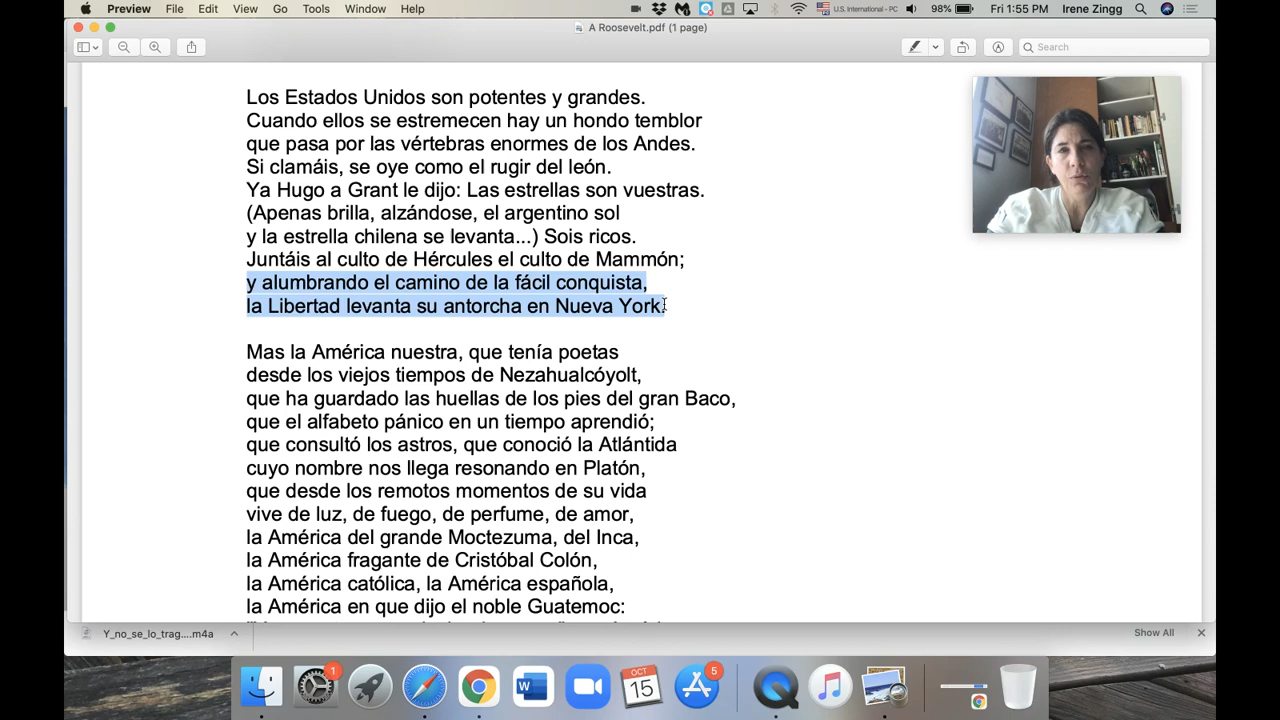 Preview File Edit View Go Tools Window Help U.S. International - PC 98% Fri 1:55 PM Irene Zingg
A Roosevelt.pdf (1 page)
Search
Los Estados Unidos son potentes y grandes.
Cuando ellos se estremecen hay un hondo temblor
que pasa por las vértebras enormes de los Andes.
Si clamáis, se oye como el rugir del león.
Ya Hugo a Grant le dijo: Las estrellas son vuestras.
(Apenas brilla, alzándose, el argentino sol
y la estrella chilena se levanta...) Sois ricos.
Juntáis al culto de Hércules el culto de Mammón;
y alumbrando el camino de la fácil conquista,
la Libertad levanta su antorcha en Nueva York.
Mas la América nuestra, que tenía poetas
desde los viejos tiempos de Nezahualcóyolt,
que ha guardado las huellas de los pies del gran Baco,
que el alfabeto pánico en un tiempo aprendió;
que consultó los astros, que conoció la Atlántida
cuyo nombre nos llega resonando en Platón,
que desde los remotos momentos de su vida
vive de luz, de fuego, de perfume, de amor,
la América del grande Moctezuma, del Inca,
la América fragante de Cristóbal Colón,
la América católica, la América española,
la América en que dijo el noble Guatemoc:
Y_no_se_lo_trag....m4a Show All
1 W OCT 15 5